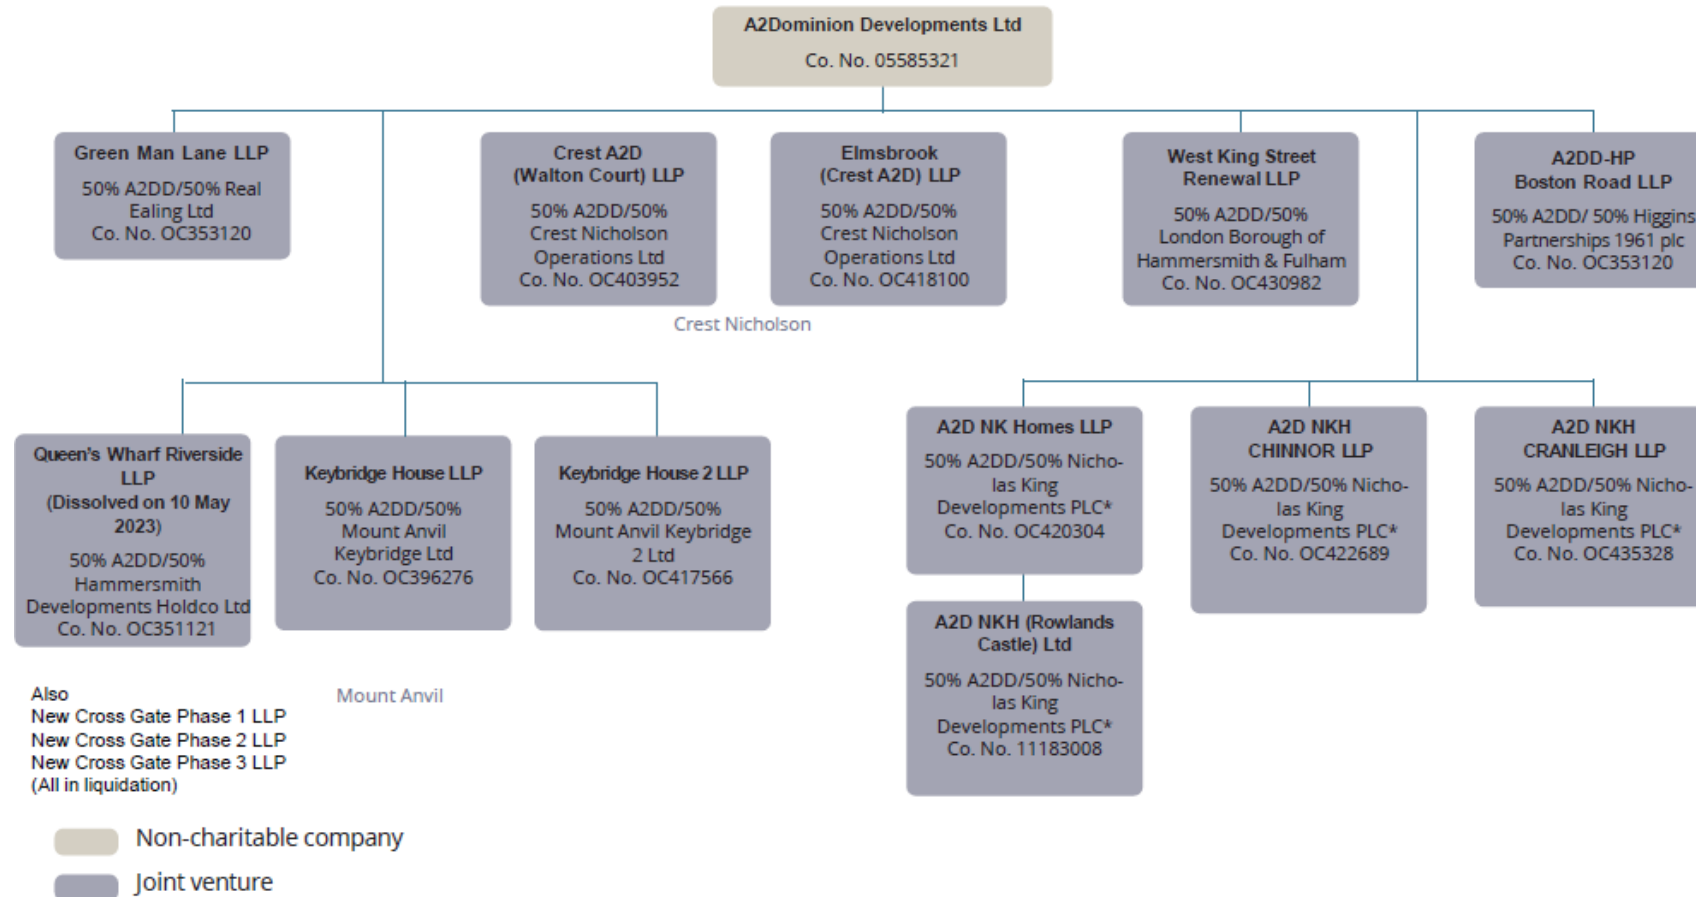 A2Dominion Developments Ltd
Co. No. 05585321
Green Man Lane LLP
50% A2DD/50% Real
Ealing Ltd
Co. No. OC353120
Crest A2D
(Walton Court) LLP
50% A2DD/50%
Crest Nicholson
Operations Ltd
Co. No. OC403952
Elmsbrook
(Crest A2D) LLP
50% A2DD/50%
Crest Nicholson
Operations Ltd
Co. No. OC418100
West King Street
Renewal LLP
50% A2DD/50%
London Borough of
Hammersmith & Fulham
Co. No. OC430982
A2DD-HP
Boston Road LLP
50% A2DD/ 50% Higgins
Partnerships 1961 plc
Co. No. OC353120
Crest Nicholson
Queen's Wharf Riverside
LLP
(Dissolved on 10 May
2023)
50% A2DD/50%
Hammersmith
Developments Holdco Ltd
Co. No. OC351121
Keybridge House LLP
50% A2DD/50%
Mount Anvil
Keybridge Ltd
Co. No. OC396276
Keybridge House 2 LLP
50% A2DD/50%
Mount Anvil Keybridge
2 Ltd
Co. No. OC417566
A2D NK Homes LLP
50% A2DD/50% Nicho-
las King
Developments PLC*
Co. No. OC420304
A2D NKH
CHINNOR LLP
50% A2DD/50% Nicho-
las King
Developments PLC*
Co. No. OC422689
A2D NKH
CRANLEIGH LLP
50% A2DD/50% Nicho-
las King
Developments PLC*
Co. No. OC435328
A2D NKH (Rowlands
Castle) Ltd
50% A2DD/50% Nicho-
las King
Developments PLC*
Co. No. 11183008
Mount Anvil
Also
New Cross Gate Phase 1 LLP
New Cross Gate Phase 2 LLP
New Cross Gate Phase 3 LLP
(All in liquidation)
Non-charitable company
Joint venture